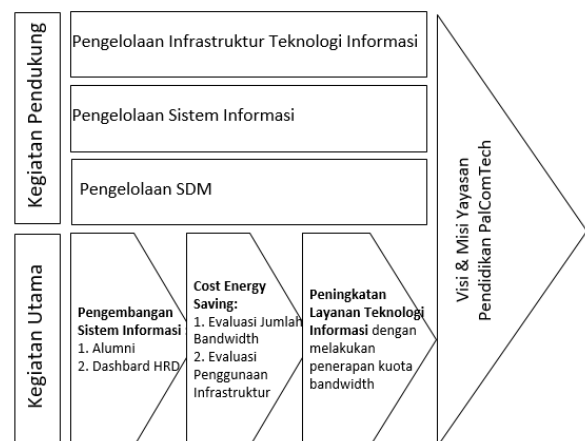 Kegiatan Pendukung
Pengelolaan Infrastruktur Teknologi Informasi
Pengelolaan Sistem Informasi
Pengelolaan SDM
Kegiatan Utama
Pengembangan
Sistem Informasi :
1. Alumni
2. Dashbard HRD
Cost Energy
Saving:
1. Evaluasi Jumlah
Bandwidth
2. Evaluasi
Penggunaan
Infrastruktur
Peningkatan
Layanan Teknologi
Informasi dengan
melakukan
penerapan kuota
bandwidth
Visi & Misi Yayasan
Pendidikan PalComTech